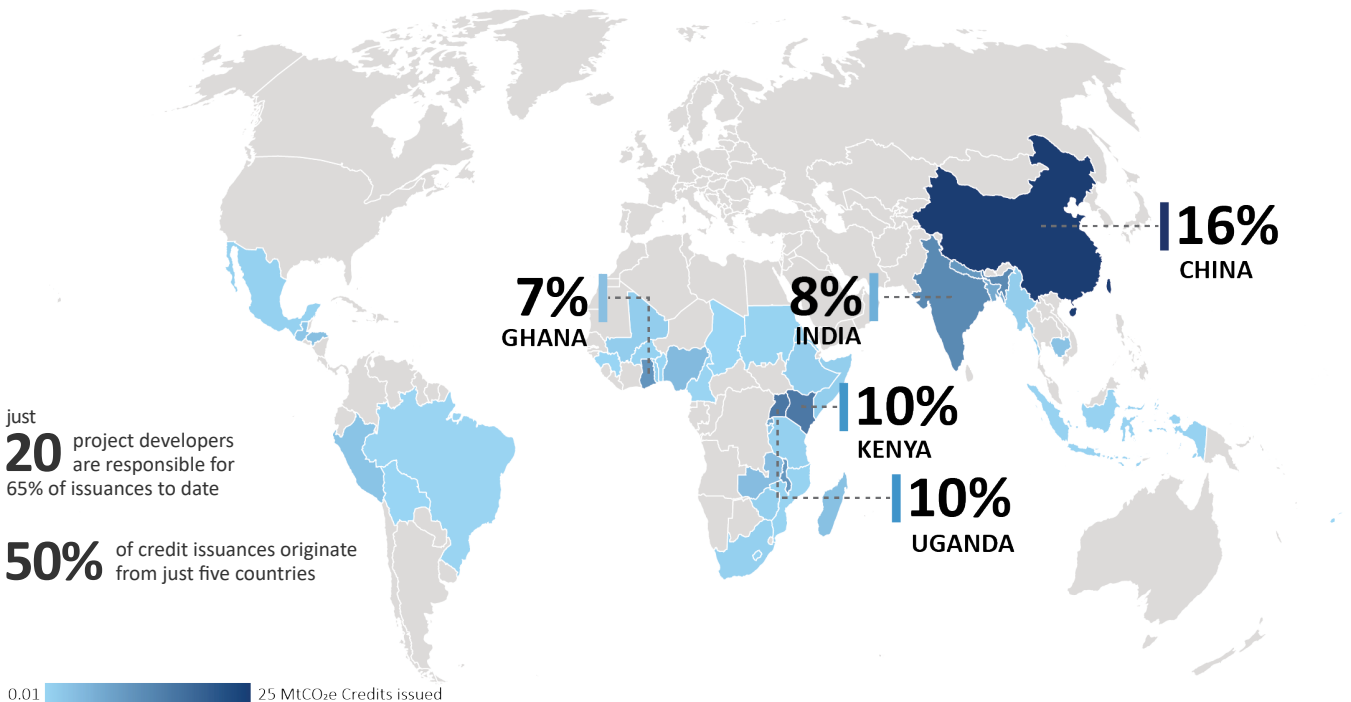 16%
CHINA
7%
GHANA
8%
INDIA
10%
KENYA
10%
UGANDA
just
20 project developers
are responsible for
65% of issuances to date
50% of credit issuances originate
from just five countries
0.01 25 MtCO₂e Credits issued